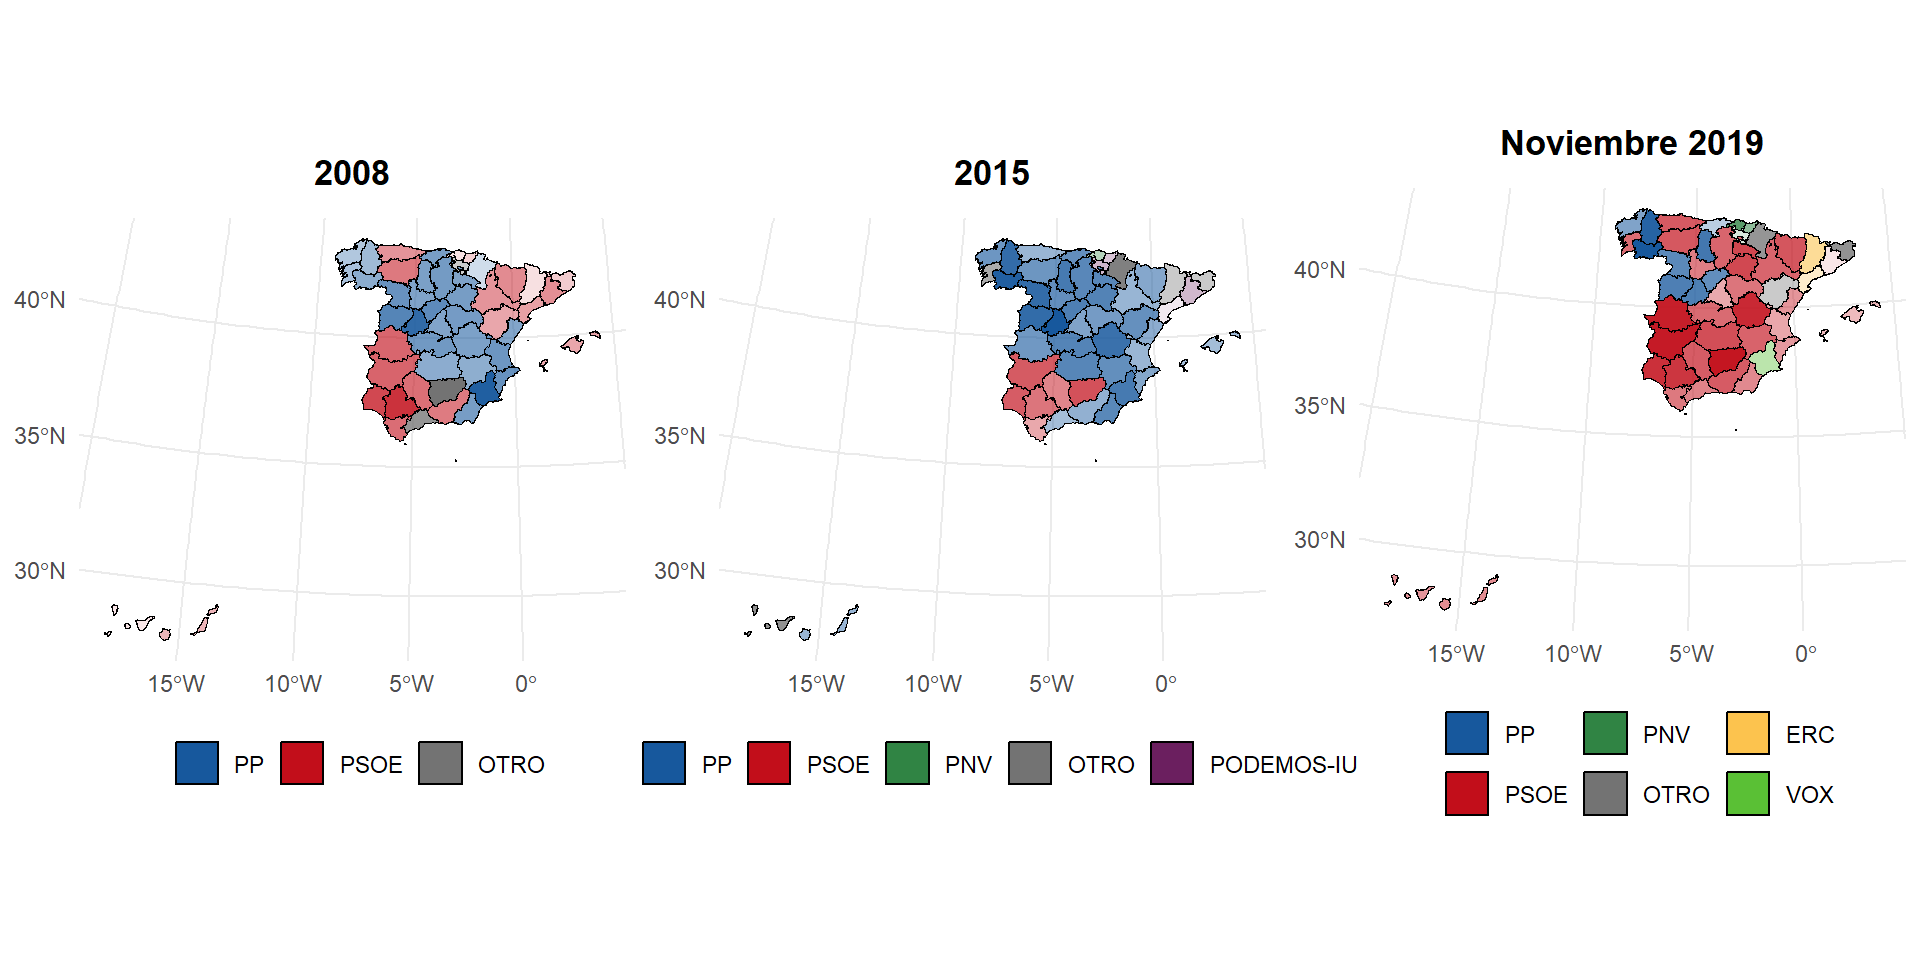 2008
40°N
35°N
30°N
15°W 10°W 5°W 0°
PP PSOE OTRO
2015
40°N
35°N
30°N
15°W 10°W 5°W 0°
PP PSOE PNV OTRO PODEMOS-IU
Noviembre 2019
40°N
35°N
30°N
15°W 10°W 5°W 0°
PP PNV ERC
PSOE OTRO VOX